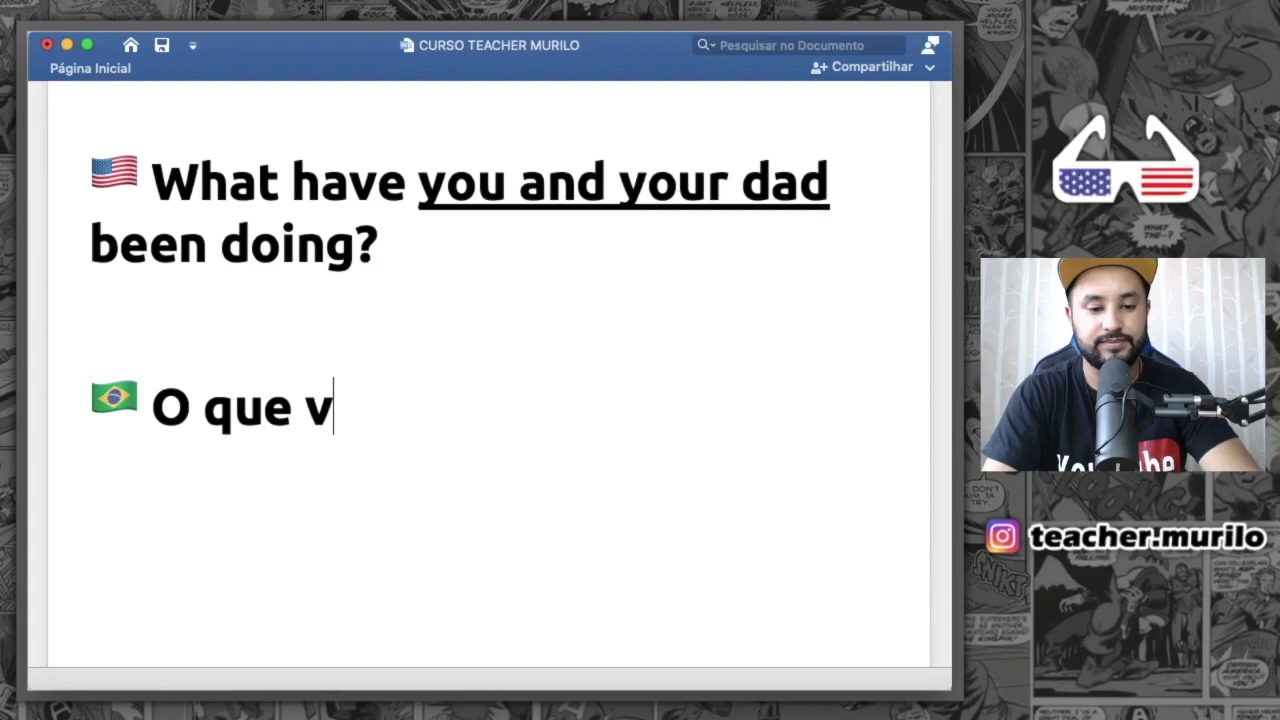 CURSO TEACHER MURILO
Pesquisar no Documento
Página Inicial
Compartilhar
What have you and your dad
been doing?
O que v
teacher.murilo